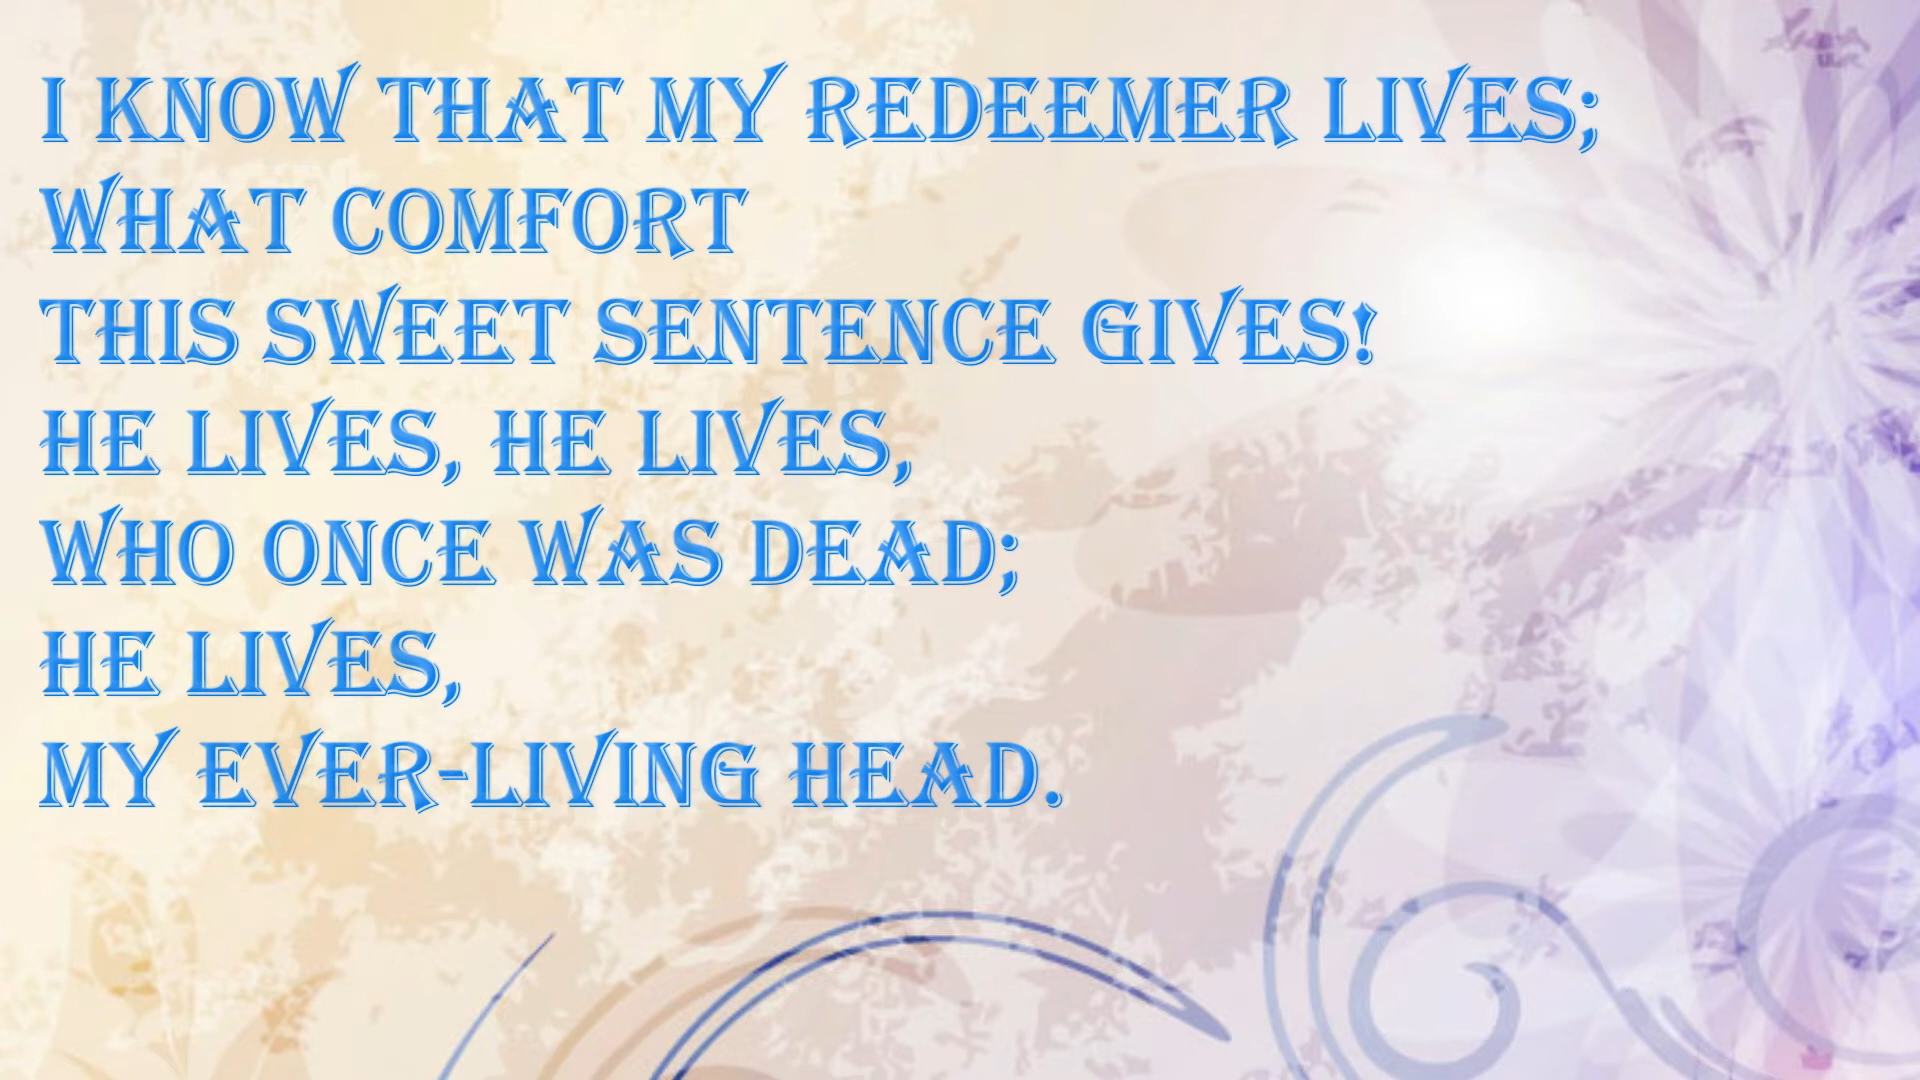 I KNOW THAT MY REDEEMER LIVES;
WHAT COMFORT
THIS SWEET SENTENCE GIVES!
HE LIVES, HE LIVES,
WHO ONCE WAS DEAD;
HE LIVES,
MY EVER-LIVING HEAD.